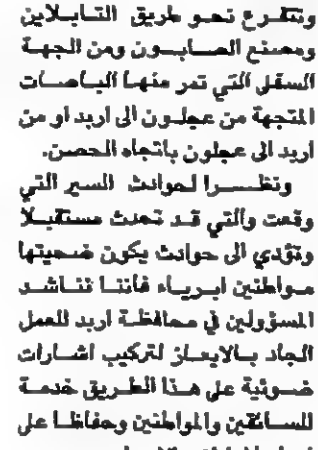 وتتفرع نحو طريق التابلاين
ومصنع الصابون ومن الجهة
السفلى التي تمر منها الباصات
المتجهة من عجلون الى اربد او من
اربد الى عجلون باتجاه الحصن.
ونظرا لحوادث السير التي
وقعت والتي قد تحدث مستقبلا
وتؤدي الى حوادث يكون ضحيتها
مواطنين ابرياء فأننا نناشد
المسؤولين في محافظة اربد للعمل
الجاد بالايعاز لتركيب اشارات
ضوئية على هذا الطريق خدمة
للسائقين والمواطنين وحفاظا على